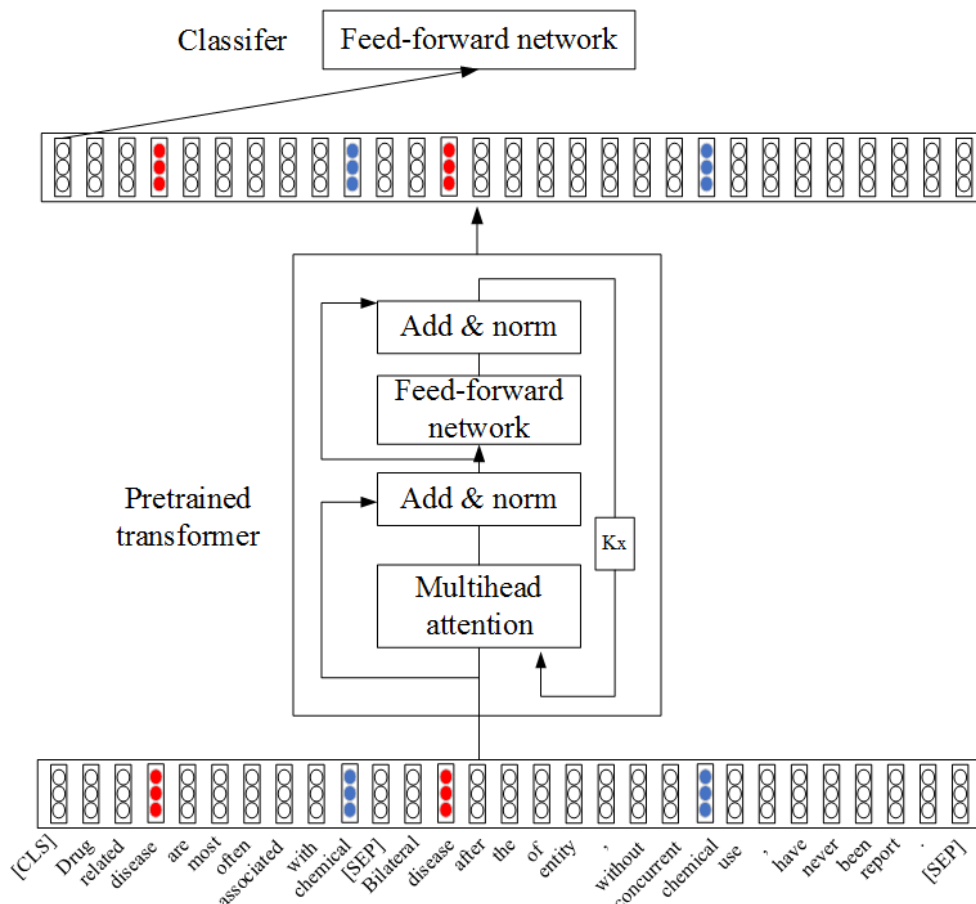 Classifer
Feed-forward network
Add & norm
Feed-forward
network
Add & norm
Pretrained
transformer
Kx
Multihead
attention
[CLS] Drug related disease are most often associated with chemical [SEP] Bilateral disease after the of entity , without concurrent chemical use , have never been report . [SEP]